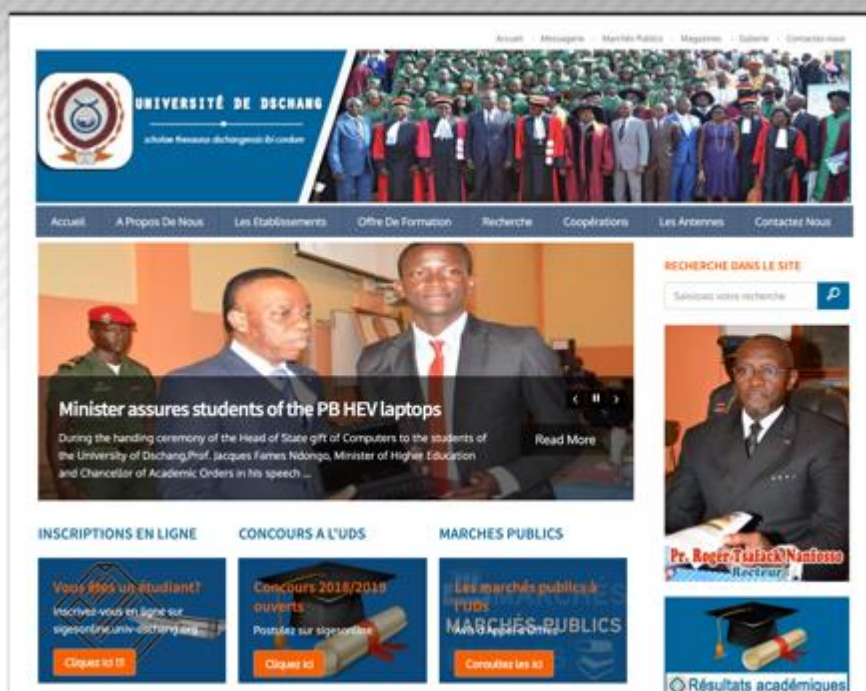 Accueil Messagerie Marchés Publics Magazines Galerie Contactez-nous
UNIVERSITÉ DE DSCHANG
scholae thesaurus dschangensis ibi cordum
Accueil A Propos De Nous Les Etablissements Offre De Formation Recherche Coopérations Les Antennes Contactez Nous
Minister assures students of the PB HEV laptops
During the handing ceremony of the Head of State gift of Computers to the students of
the University of Dschang,Prof. Jacques Fames Ndongo, Minister of Higher Education
and Chancellor of Academic Orders in his speech ...
Read More
RECHERCHE DANS LE SITE
Saisissez votre recherche
Pr. Roger Tsafack Nanfosso
Recteur
INSCRIPTIONS EN LIGNE
Vous êtes un étudiant?
Inscrivez-vous en ligne sur
sigesonline.univ-dschang.org
Cliquez ici !!!
CONCOURS A L'UDS
Concours 2018/2019
ouverts
Postulez sur sigesonline
Cliquez ici
MARCHES PUBLICS
Les marchés publics à
l'UDs
MARCHÉS PUBLICS
Avis d'Appel d'Offres
Consultez les ici
Résultats académiques